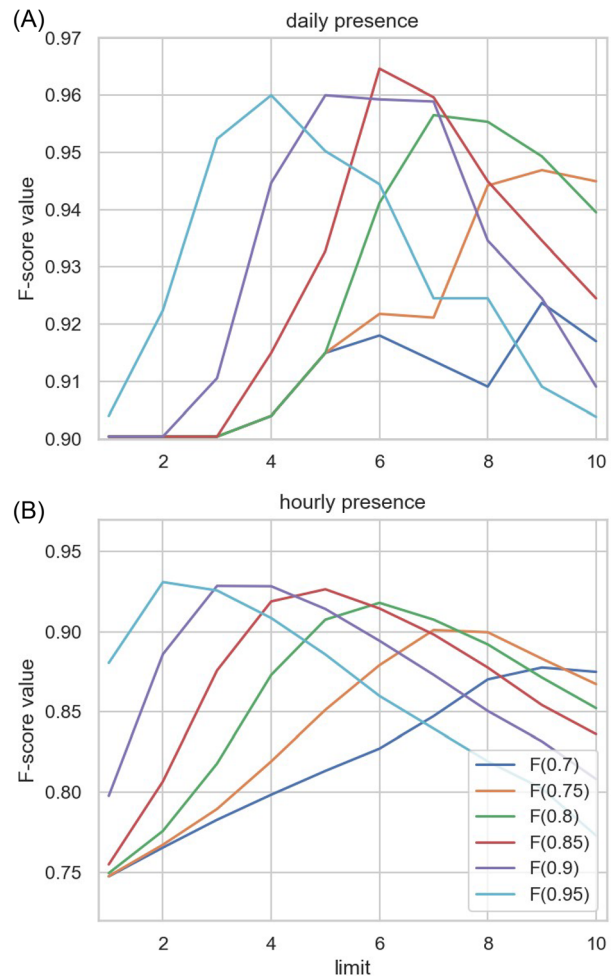 (A)
daily presence
F-score value
0.97
0.96
0.95
0.94
0.93
0.92
0.91
0.90
2 4 6 8 10
(B)
hourly presence
F-score value
0.95
0.90
0.85
0.80
0.75
F(0.7)
F(0.75)
F(0.8)
F(0.85)
F(0.9)
F(0.95)
2 4 6 8 10
limit